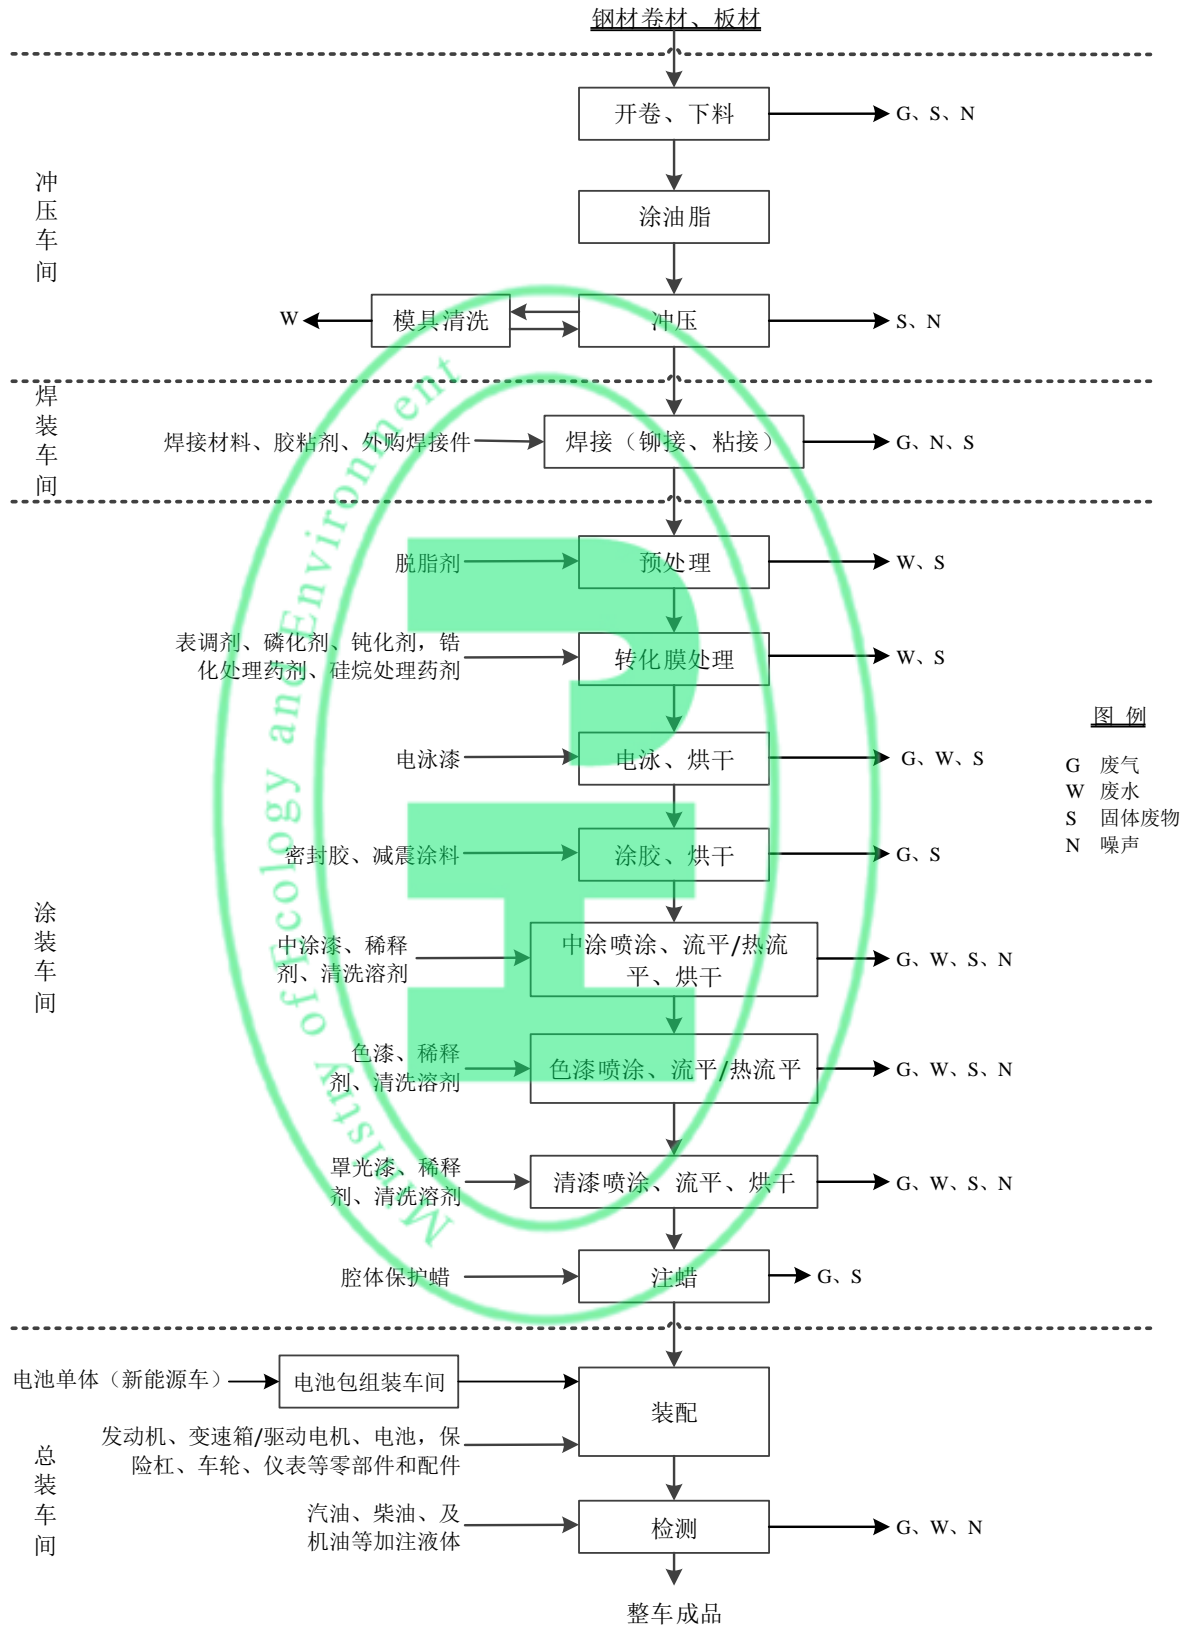 钢材卷材、板材
冲压车间
开卷、下料
G、S、N
涂油脂
W
模具清洗
冲压
S、N
焊装车间
焊接材料、胶粘剂、外购焊接件
焊接（铆接、粘接）
G、N、S
涂装车间
脱脂剂
预处理
W、S
表调剂、磷化剂、钝化剂，锆
化处理药剂、硅烷处理药剂
转化膜处理
W、S
电泳漆
电泳、烘干
G、W、S
密封胶、减震涂料
涂胶、烘干
G、S
中涂漆、稀释
剂、清洗溶剂
中涂喷涂、流平/热流
平、烘干
G、W、S、N
色漆、稀释
剂、清洗溶剂
色漆喷涂、流平/热流平
G、W、S、N
罩光漆、稀释
剂、清洗溶剂
清漆喷涂、流平、烘干
G、W、S、N
腔体保护蜡
注蜡
G、S
总装车间
电池单体（新能源车）
电池包组装车间
装配
发动机、变速箱/驱动电机、电池，保
险杠、车轮、仪表等零部件和配件
汽油、柴油、及
机油等加注液体
检测
G、W、N
整车成品
图 例
G 废气
W 废水
S 固体废物
N 噪声
Ministry of Ecology and Environment